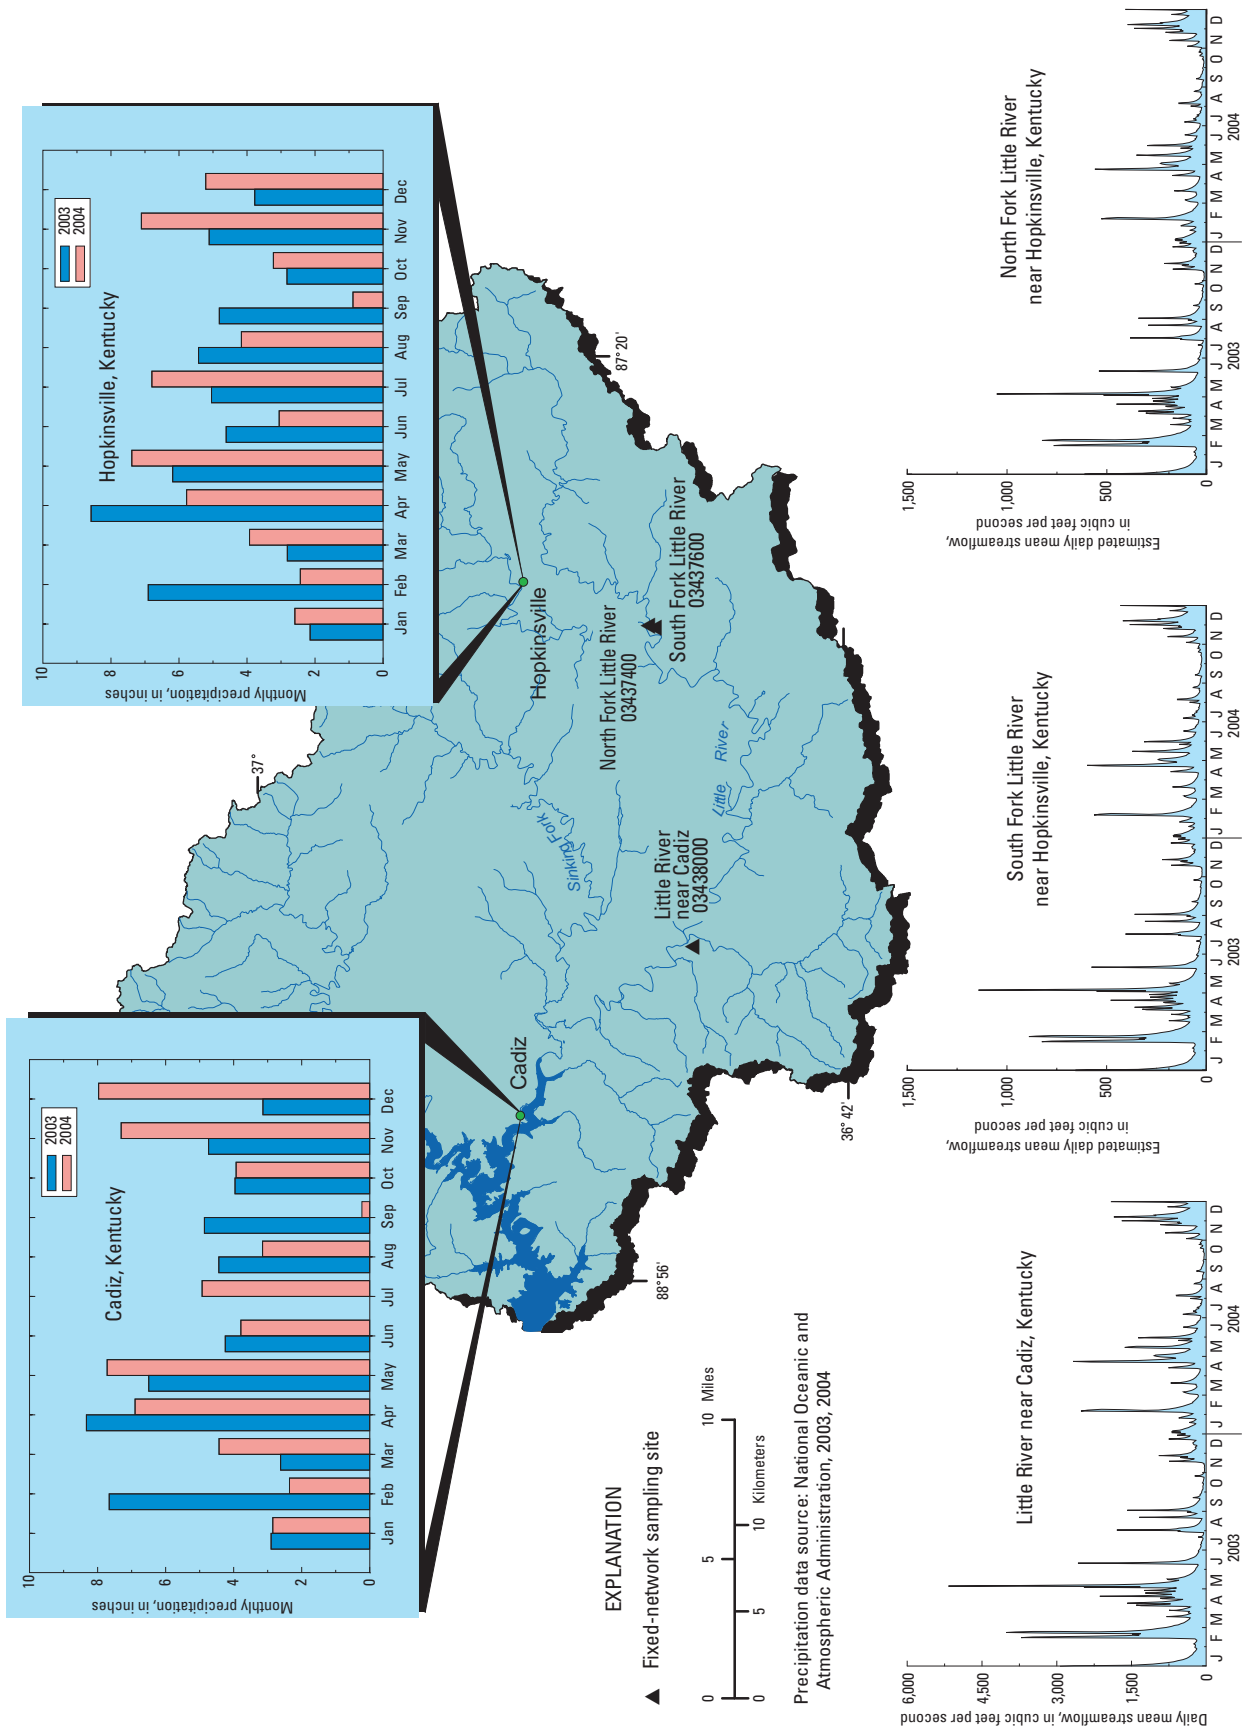 Cadiz, Kentucky
2003
2004
Monthly precipitation, in inches
10
8
6
4
2
0
Jan Feb Mar Apr May Jun Jul Aug Sep Oct Nov Dec
Hopkinsville, Kentucky
2003
2004
Monthly precipitation, in inches
10
8
6
4
2
0
Jan Feb Mar Apr May Jun Jul Aug Sep Oct Nov Dec
37°
Cadiz
Hopkinsville
Sinking Fork
North Fork Little River
03437400
South Fork Little River
03437600
Little River
Little River
near Cadiz
03438000
87° 20'
88° 56'
36° 42'
EXPLANATION
Fixed-network sampling site
0 5 10 Miles
0 5 10 Kilometers
Precipitation data source: National Oceanic and
Atmospheric Administration, 2003, 2004
Little River near Cadiz, Kentucky
Daily mean streamflow, in cubic feet
per second
6,000
4,500
3,000
1,500
0
J F M A M J J A S O N D J F M A M J J A S O N D
2003 2004
South Fork Little River
near Hopkinsville, Kentucky
Estimated daily mean streamflow,
in cubic feet per second
1,500
1,000
500
0
J F M A M J J A S O N D J F M A M J J A S O N D
2003 2004
North Fork Little River
near Hopkinsville, Kentucky
Estimated daily mean streamflow,
in cubic feet per second
1,500
1,000
500
0
J F M A M J J A S O N D J F M A M J J A S O N D
2003 2004